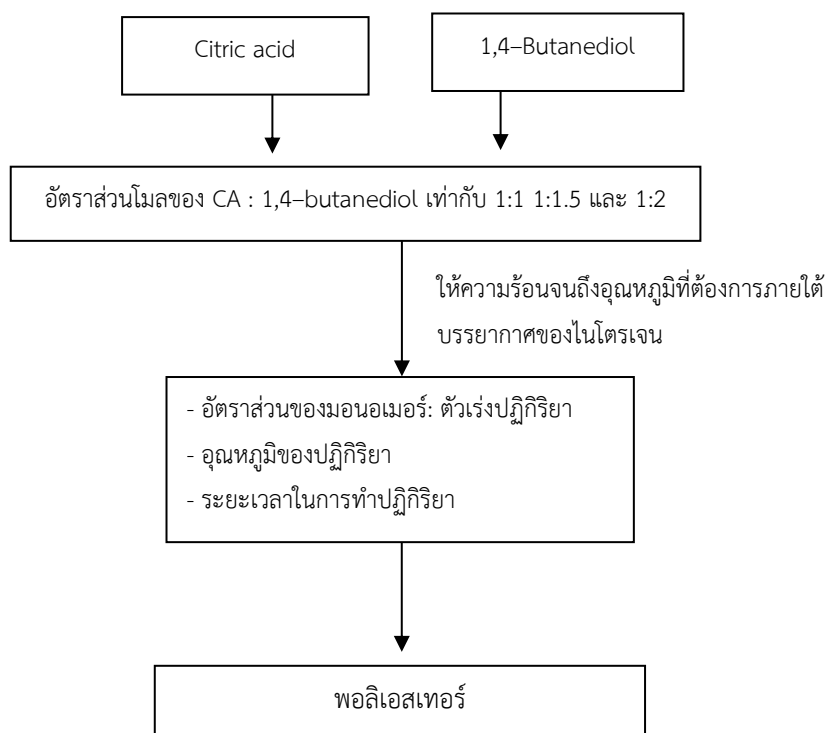 Citric acid
1,4–Butanediol
อัตราส่วนโมลของ CA : 1,4–butanediol เท่ากับ 1:1 1:1.5 และ 1:2
ให้ความร้อนจนถึงอุณหภูมิที่ต้องการภายใต้
บรรยากาศของไนโตรเจน
- อัตราส่วนของมอนอเมอร์: ตัวเร่งปฏิกิริยา
- อุณหภูมิของปฏิกิริยา
- ระยะเวลาในการทำปฏิกิริยา
พอลิเอสเทอร์